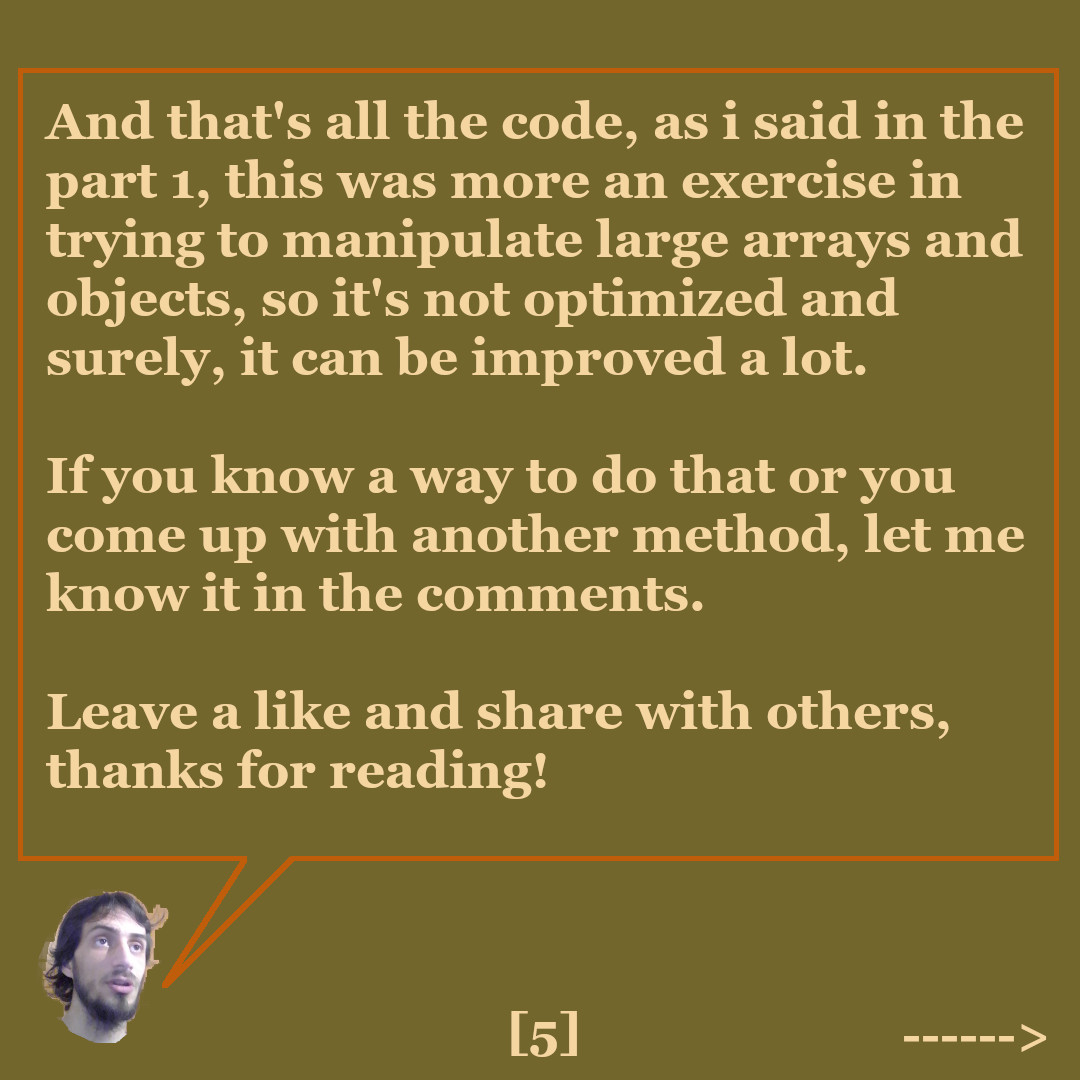 And that's all the code, as i said in the
part 1, this was more an exercise in
trying to manipulate large arrays and
objects, so it's not optimized and
surely, it can be improved a lot.
If you know a way to do that or you
come up with another method, let me
know it in the comments.
Leave a like and share with others,
thanks for reading!
[5]
------>